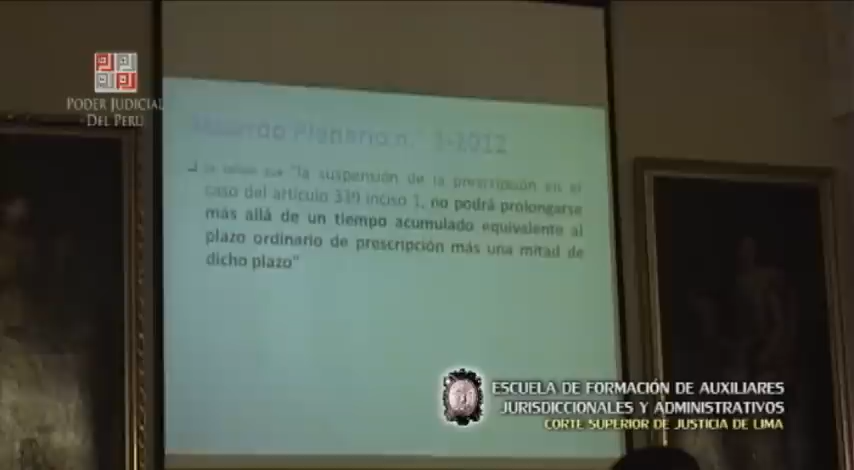 PODER JUDICIAL
DEL PERÚ
Acuerdo Plenario n.° 3-2012
"la suspensión de la prescripción en el
caso del artículo 339 inciso 1, no podrá prolongarse
más allá de un tiempo acumulado equivalente al
plazo ordinario de prescripción más una mitad de
dicho plazo"
ESCUELA DE FORMACIÓN DE AUXILIARES
JURISDICCIONALES Y ADMINISTRATIVOS
CORTE SUPERIOR DE JUSTICIA DE LIMA